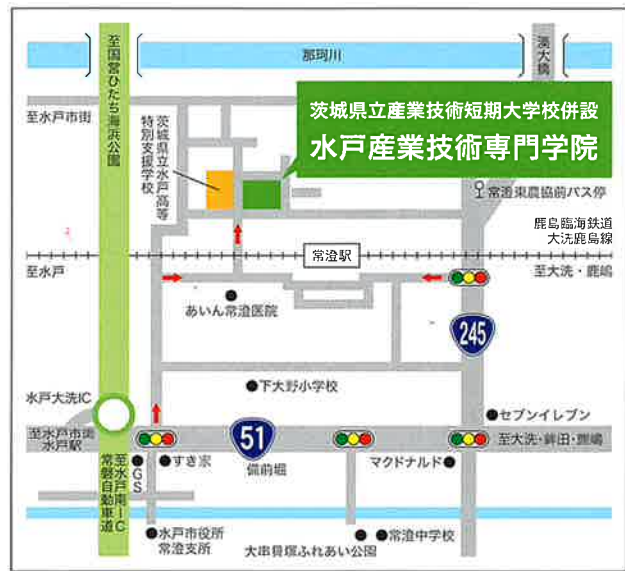 至国営ひたち海浜公園
那珂川
湊大橋
茨城県立産業技術短期大学校併設
水戸産業技術専門学院
至水戸市街
茨城県立水戸高等
特別支援学校
常澄東農協前バス停
鹿島臨海鉄道
大洗鹿島線
常澄駅
至水戸
至大洗・鹿嶋
あいん常澄医院
245
下大野小学校
水戸大洗IC
セブンイレブン
至水戸市街
水戸駅
51
至大洗・鉾田・鹿嶋
GS
すき家
備前堀
マクドナルド
至水戸南IC
常磐自動車道
水戸市役所
常澄支所
常澄中学校
大串貝塚ふれあい公園